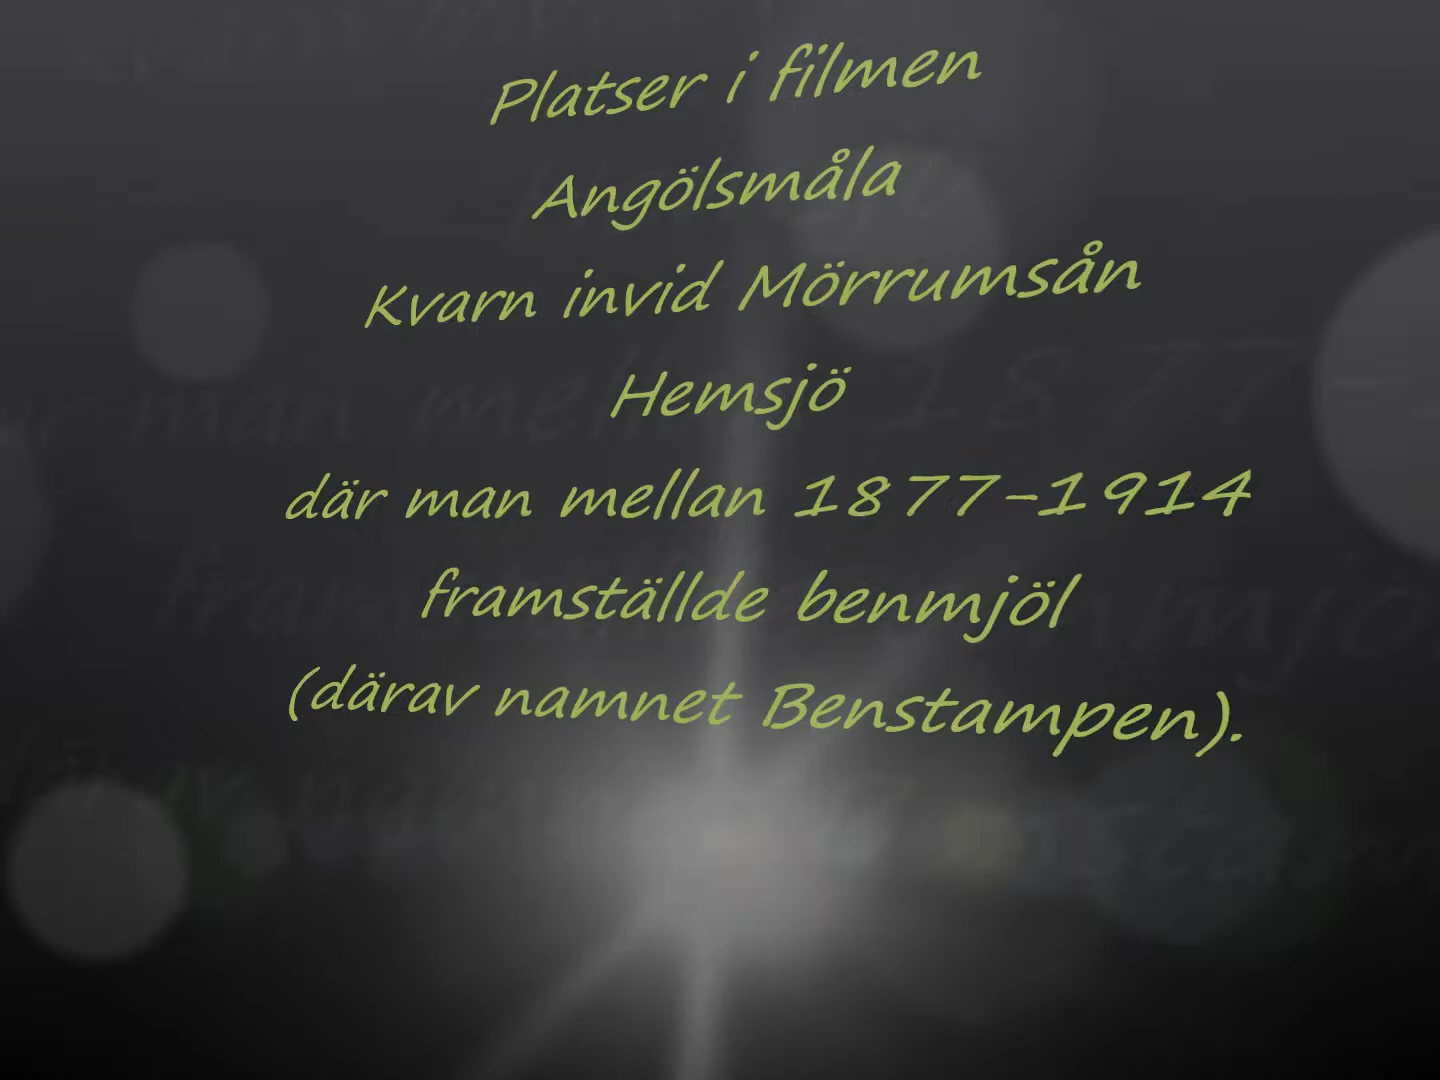 Platser i filmen
Angölsmåla
Kvarn invid Mörrumsån
Hemsjö
där man mellan 1877-1914
framställde benmjöl
(därav namnet Benstampen).